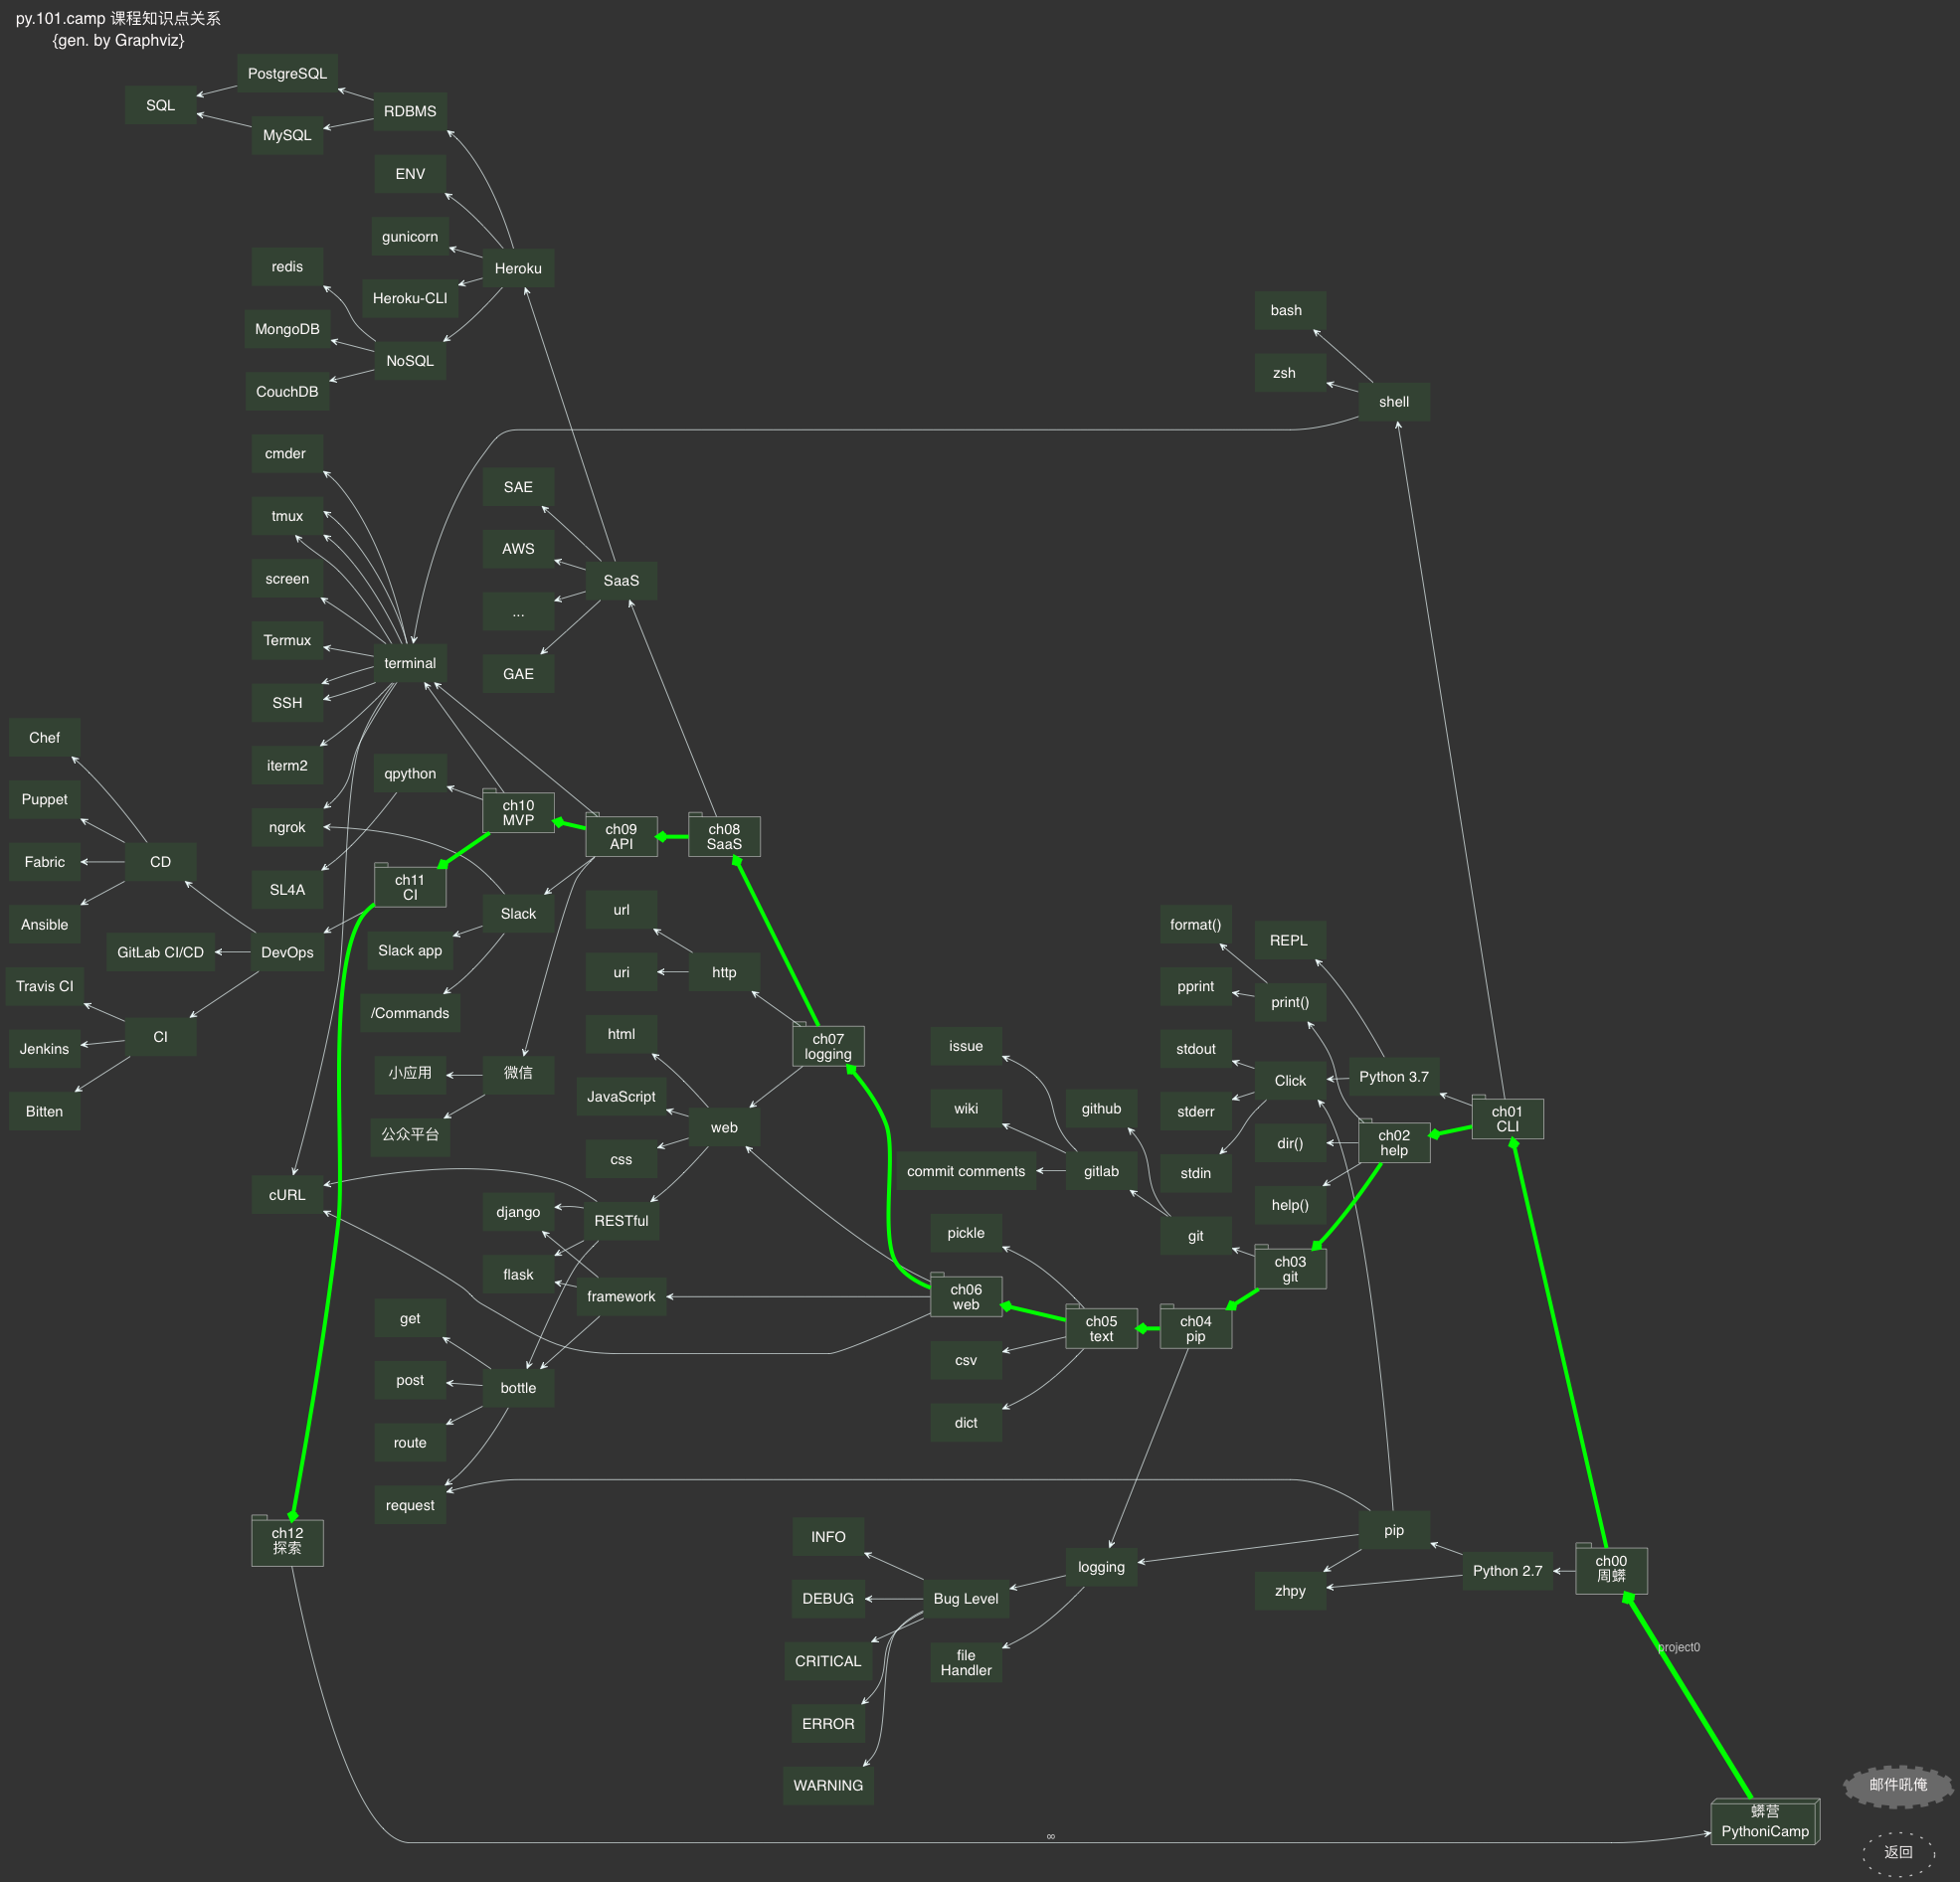 py.101.camp 课程知识点关系
{gen. by Graphviz}
PostgreSQL
SQL
RDBMS
MySQL
ENV
gunicorn
redis
Heroku
Heroku-CLI
MongoDB
NoSQL
CouchDB
bash
zsh
shell
cmder
SAE
tmux
AWS
screen
SaaS
...
Termux
terminal
GAE
SSH
Chef
iterm2
qpython
Puppet
ch10
MVP
ngrok
ch09
API
ch08
SaaS
Fabric
CD
SL4A
ch11
CI
Slack
url
Ansible
format()
REPL
GitLab CI/CD
DevOps
Slack app
uri
http
Travis CI
pprint
print()
/Commands
html
CI
ch07
logging
issue
stdout
Jenkins
小应用
微信
Click
Python 3.7
JavaScript
Bitten
wiki
github
stderr
ch01
CLI
公众平台
web
dir()
ch02
help
css
commit comments
gitlab
stdin
cURL
django
RESTful
help()
pickle
git
flask
ch03
git
framework
ch06
web
get
ch05
text
ch04
pip
csv
post
bottle
dict
route
request
ch12
探索
INFO
pip
logging
Python 2.7
ch00
周蟒
zhpy
DEBUG
Bug Level
CRITICAL
file
Handler
project0
ERROR
WARNING
邮件吼俺
蟒营
PythoniCamp
∞
返回